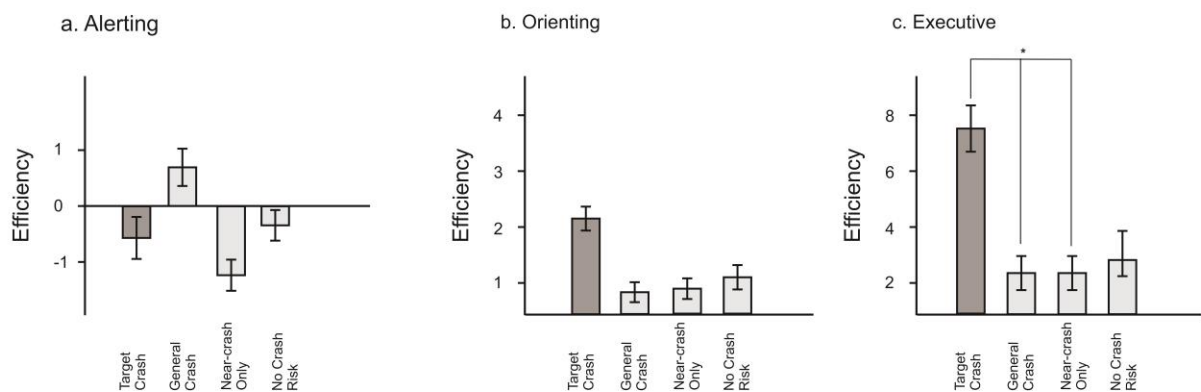 a. Alerting
Efficiency
1
0
-1
Target
Crash
General
Crash
Near-crash
Only
No Crash
Risk
b. Orienting
Efficiency
4
3
2
1
Target
Crash
General
Crash
Near-crash
Only
No Crash
Risk
c. Executive
*
Efficiency
8
6
4
2
Target
Crash
General
Crash
Near-crash
Only
No Crash
Risk